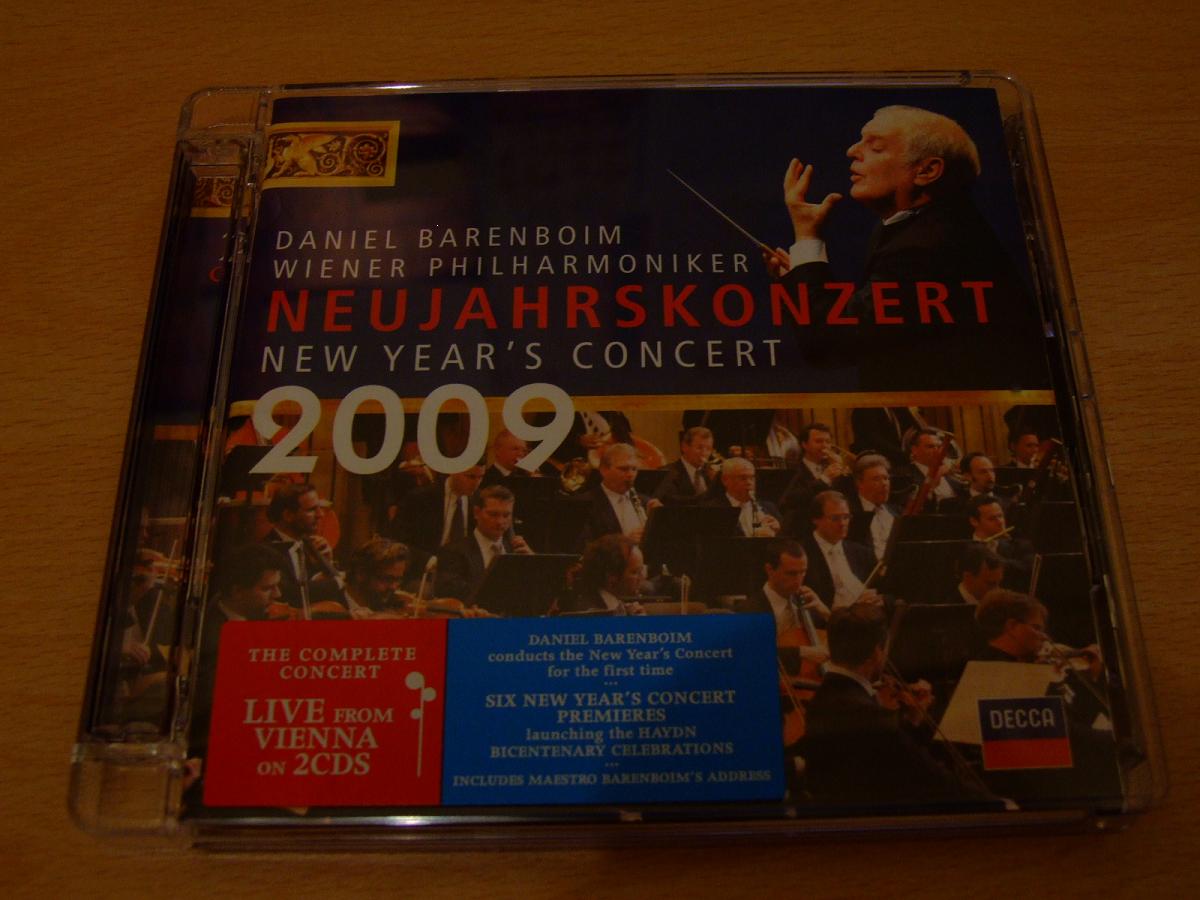 DANIEL BARENBOIM
WIENER PHILHARMONIKER
NEUJAHRSKONZERT
NEW YEAR'S CONCERT
2009
THE COMPLETE
CONCERT
LIVE FROM
VIENNA
ON 2CDS
DANIEL BARENBOIM
conducts the New Year's Concert
for the first time
...
SIX NEW YEAR'S CONCERT
PREMIERES
launching the HAYDN
BICENTENARY CELEBRATIONS
...
INCLUDES MAESTRO BARENBOIM'S ADDRESS
DECCA